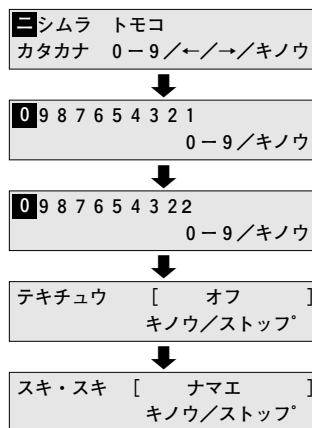 ニシムラ トモコ
カタカナ 0－9／←／→／キノウ
0987654321
0－9／キノウ
0987654322
0－9／キノウ
テキチュウ [ オフ ]
キノウ／ストップ
スキ・スキ [ ナマエ ]
キノウ／ストップ